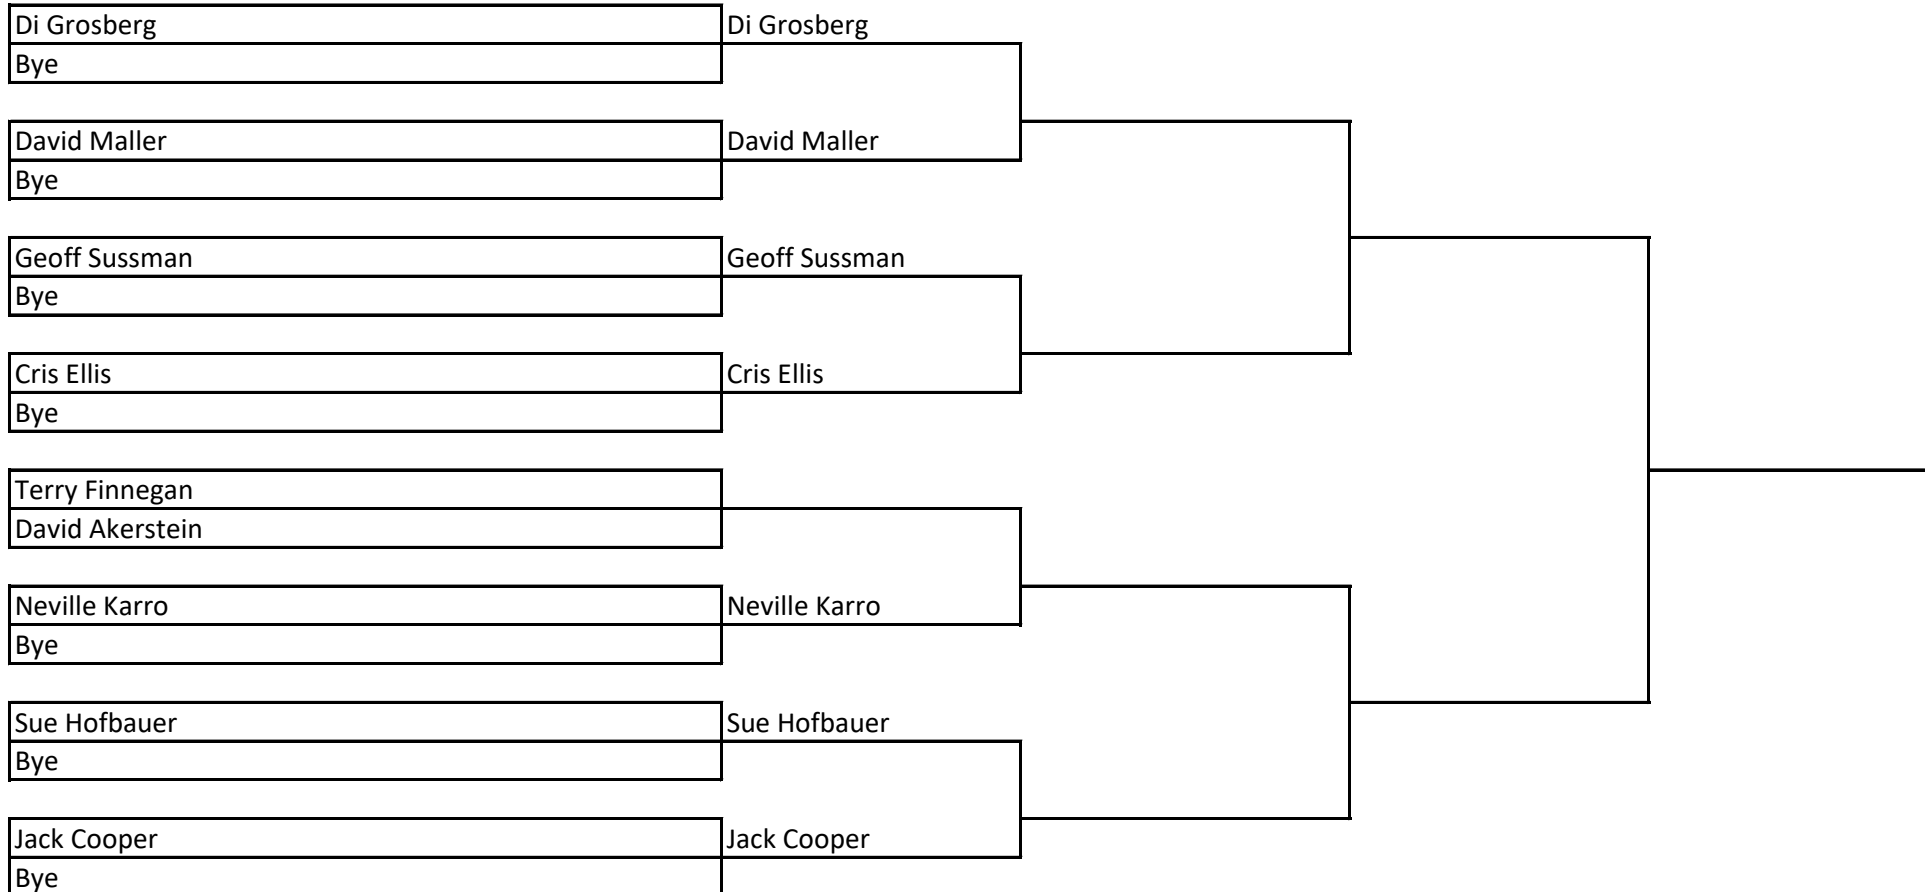 Di Grosberg Di Grosberg
Bye
David Maller David Maller
Bye
Geoff Sussman Geoff Sussman
Bye
Cris Ellis Cris Ellis
Bye
Terry Finnegan
David Akerstein
Neville Karro Neville Karro
Bye
Sue Hofbauer Sue Hofbauer
Bye
Jack Cooper Jack Cooper
Bye